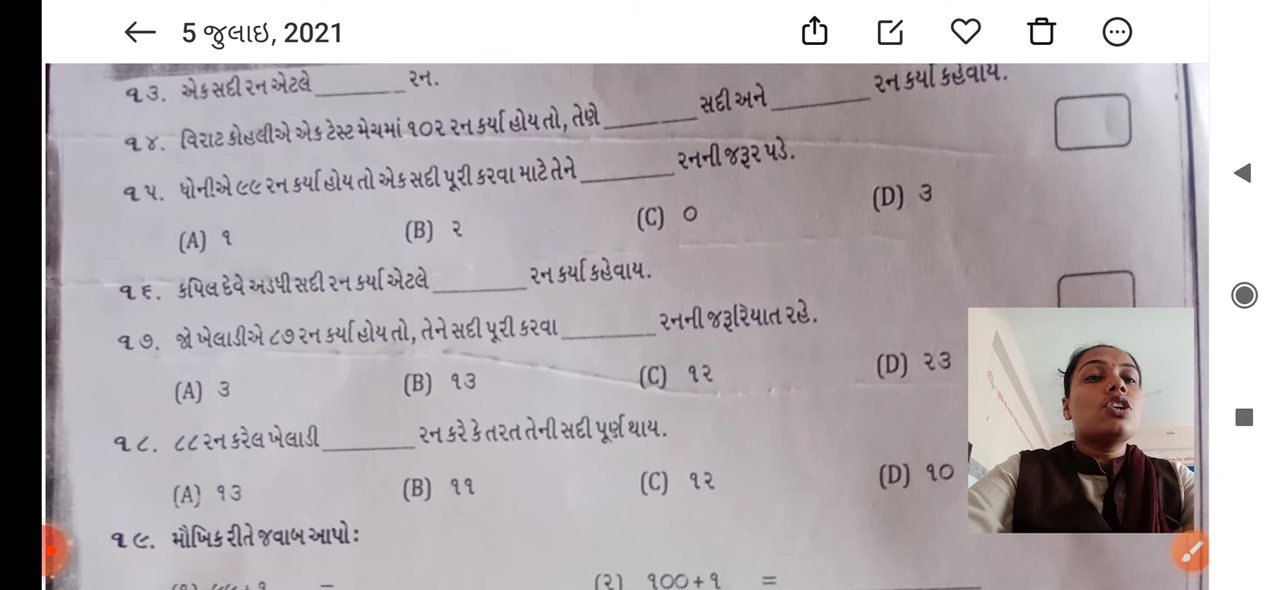 5 જુલાઇ, 2021
૧૩. એક સદી રન એટલે ________ રન.
૧૪. વિરાટ કોહલીએ એક ટેસ્ટ મેચમાં ૧૦૨ રન કર્યા હોય તો, તેણે ________ સદી અને ________ રન કર્યા કહેવાય.
૧૫. ધોનીએ ૯૯ રન કર્યા હોય તો એક સદી પૂરી કરવા માટે તેને ________ રનની જરૂર પડે.
(A) ૧ (B) ૨ (C) ૦ (D) ૩
૧૬. કપિલ દેવે અડધી સદી રન કર્યા એટલે ________ રન કર્યા કહેવાય.
૧૭. જો ખેલાડીએ ૮૭ રન કર્યા હોય તો, તેને સદી પૂરી કરવા ________ રનની જરૂરિયાત રહે.
(A) ૩ (B) ૧૩ (C) ૧૨ (D) ૨૩
૧૮. ૮૮ રન કરેલ ખેલાડી ________ રન કરે કે તરત તેની સદી પૂર્ણ થાય.
(A) ૧૩ (B) ૧૧ (C) ૧૨ (D) ૧૦
૧૯. મૌખિક રીતે જવાબ આપો:
(૨) ૧૦૦+૧ = ________